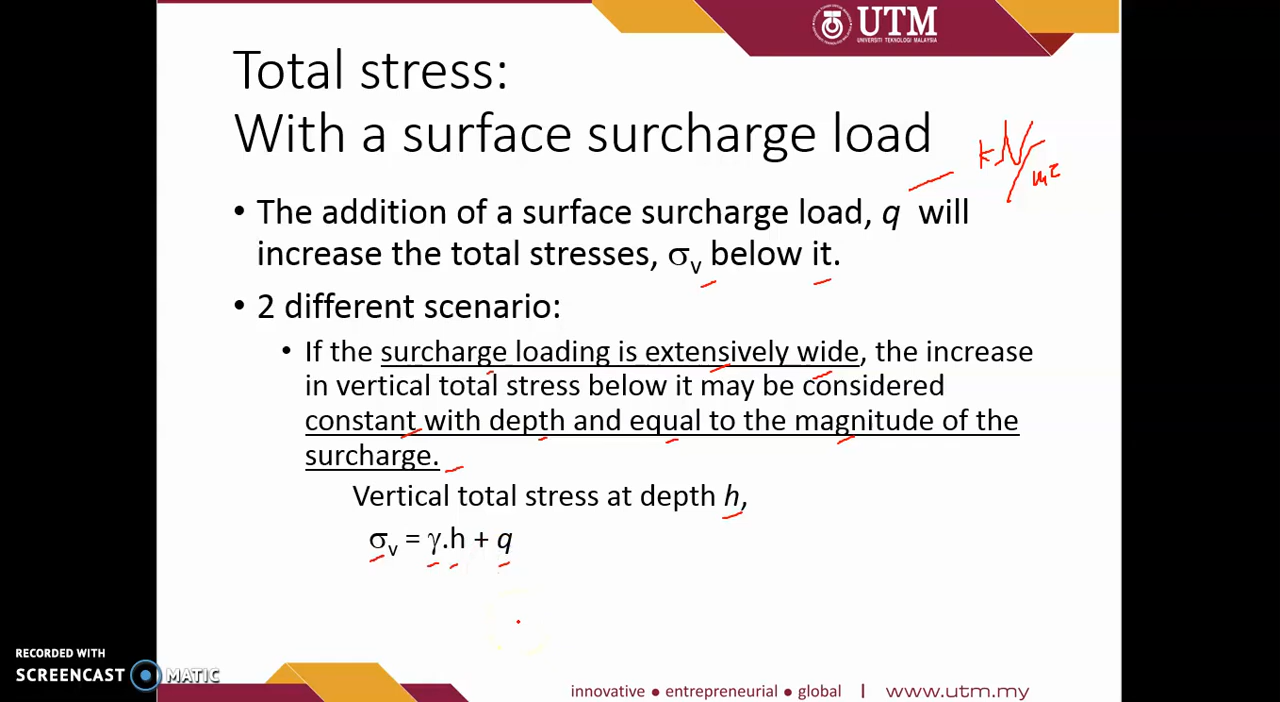 UTM
UNIVERSITI TEKNOLOGI MALAYSIA
Total stress:
With a surface surcharge load
kN/m²
• The addition of a surface surcharge load, q will
increase the total stresses, σv below it.
• 2 different scenario:
• If the surcharge loading is extensively wide, the increase
in vertical total stress below it may be considered
constant with depth and equal to the magnitude of the
surcharge.
Vertical total stress at depth h,
σv = γ.h + q
RECORDED WITH
SCREENCAST MATIC
innovative ● entrepreneurial ● global | www.utm.my